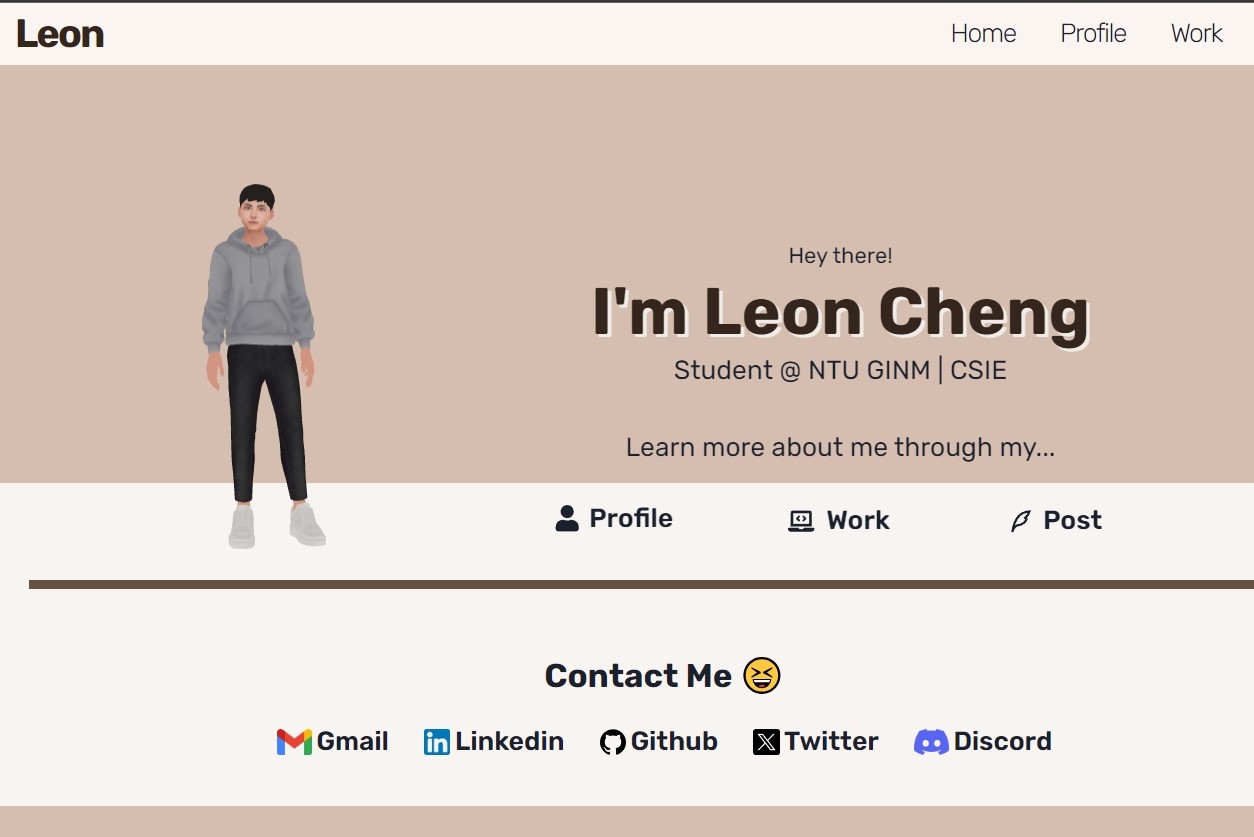 Leon
Home Profile Work
Hey there!
I'm Leon Cheng
Student @ NTU GINM | CSIE
Learn more about me through my...
Profile Work Post
Contact Me
Gmail Linkedin Github Twitter Discord